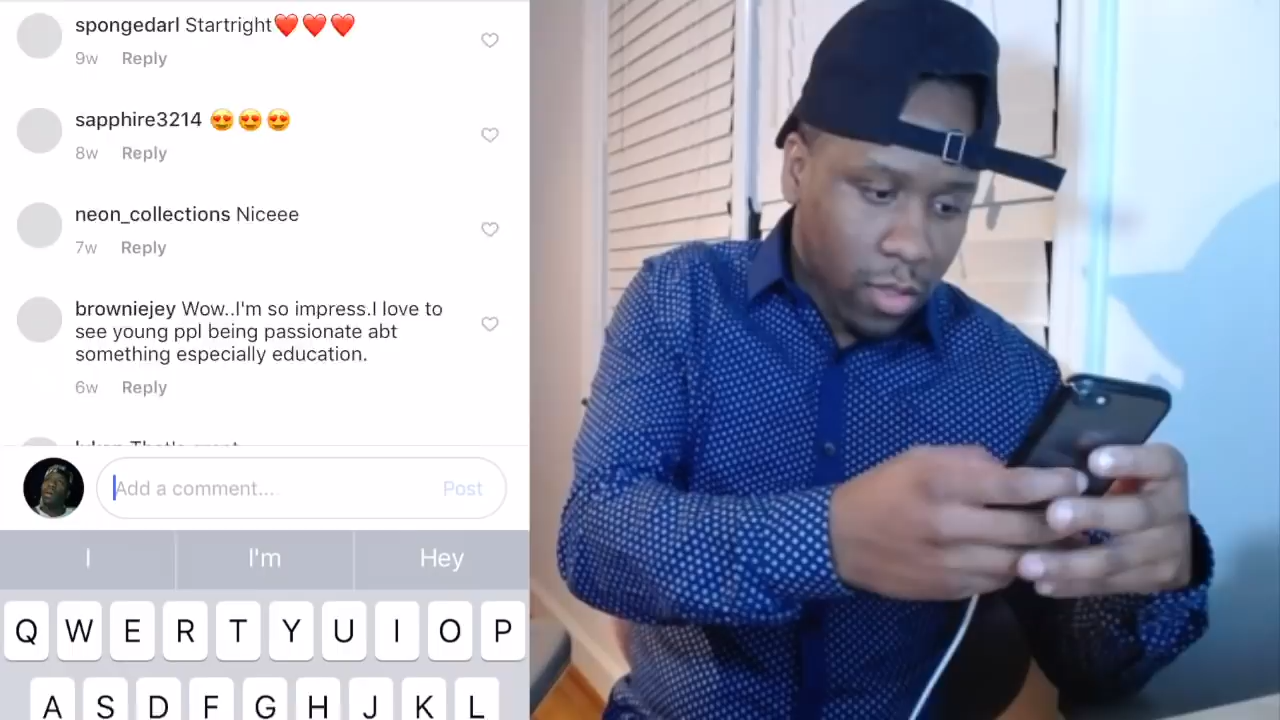 spongedarl Startright❤️❤️❤️
9w Reply
sapphire3214 😍😍😍
8w Reply
neon_collections Niceee
7w Reply
browniejey Wow..I'm so impress.I love to
see young ppl being passionate abt
something especially education.
6w Reply
Add a comment... Post
I I'm Hey
Q W E R T Y U I O P
A S D F G H J K L